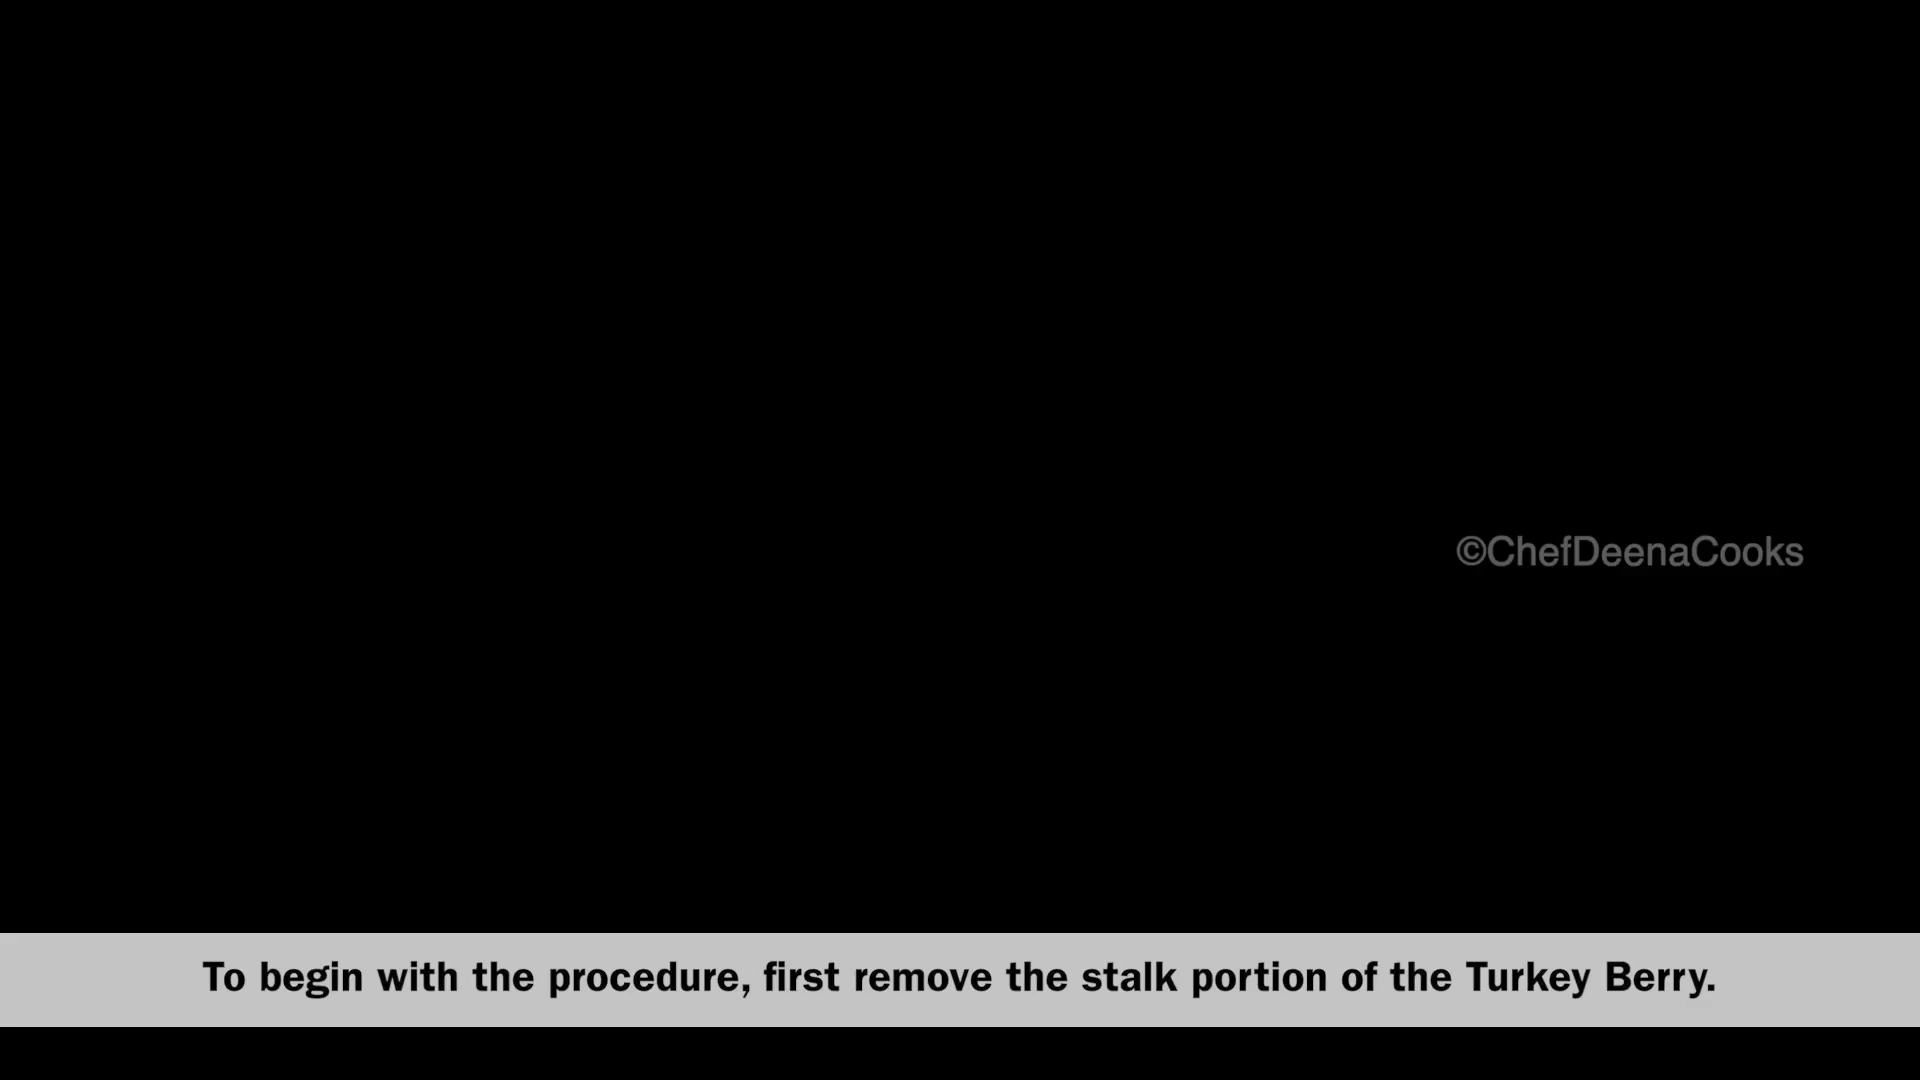 ©ChefDeenaCooks
To begin with the procedure, first remove the stalk portion of the Turkey Berry.